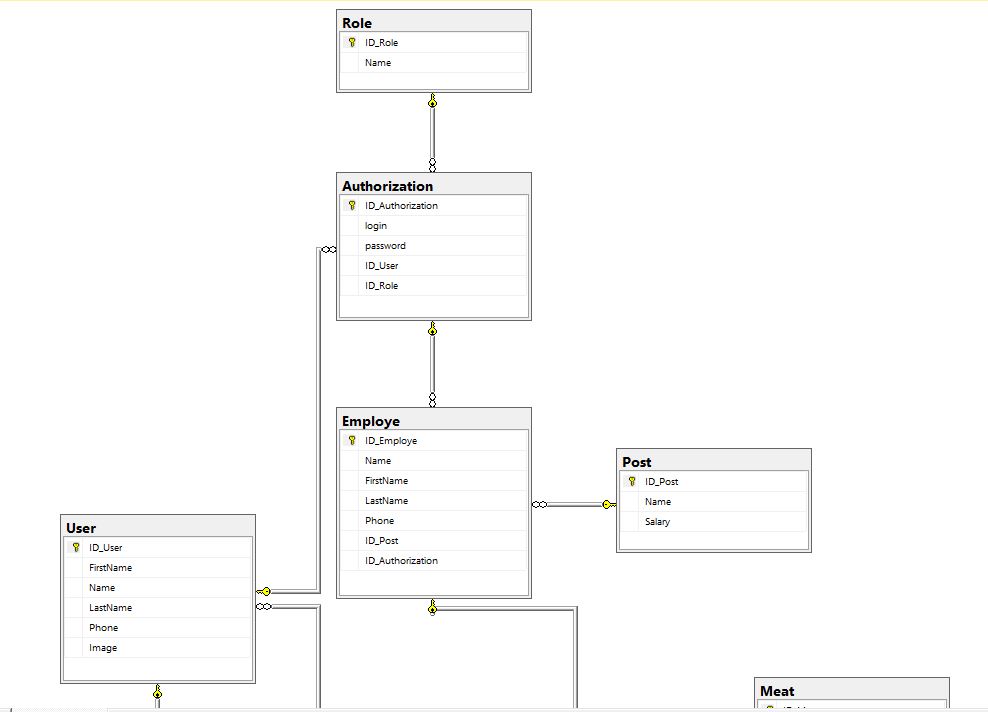 Role
ID_Role
Name
Authorization
ID_Authorization
login
password
ID_User
ID_Role
Employe
ID_Employe
Name
FirstName
LastName
Phone
ID_Post
ID_Authorization
Post
ID_Post
Name
Salary
User
ID_User
FirstName
Name
LastName
Phone
Image
Meat